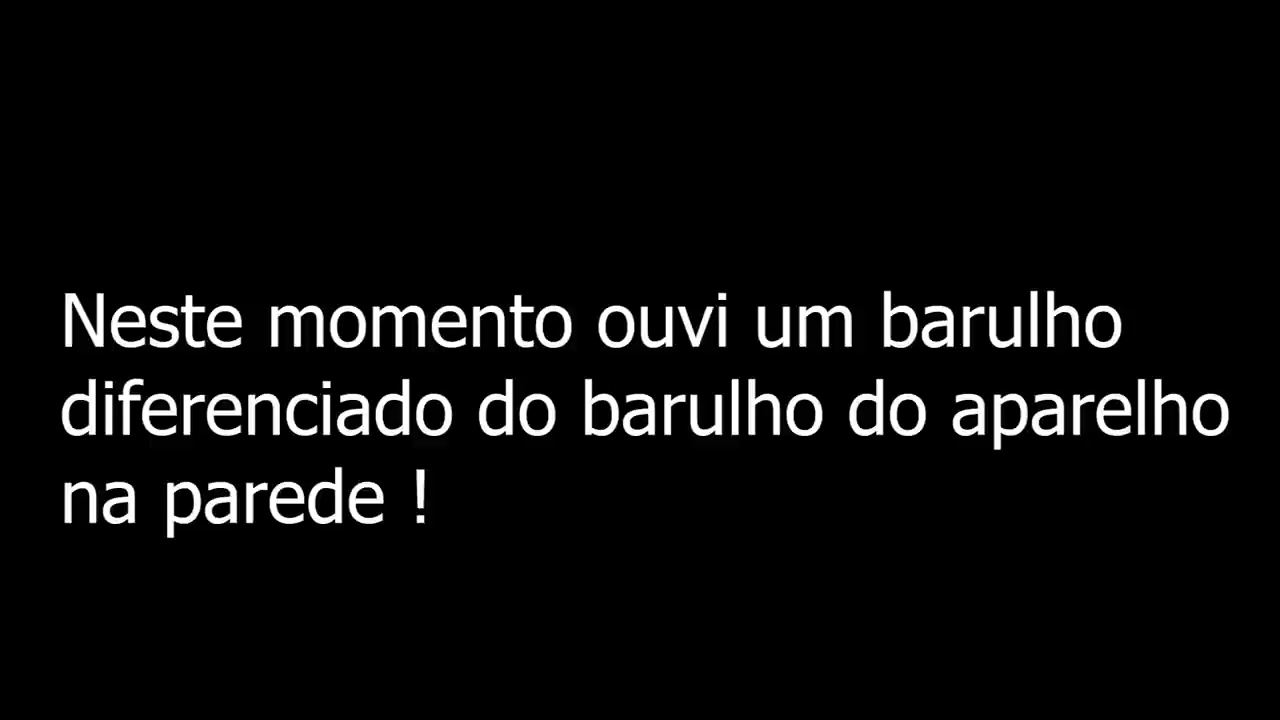 Neste momento ouvi um barulho
diferenciado do barulho do aparelho
na parede !